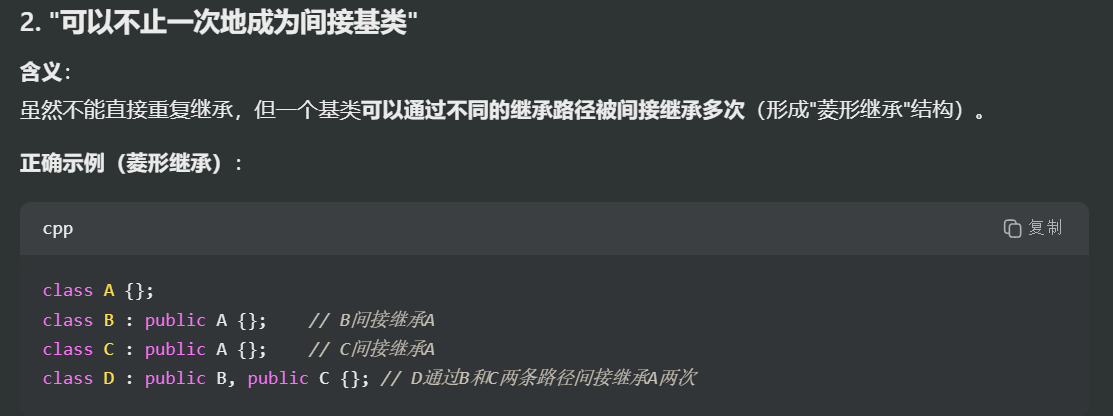 2. "可以不止一次地成为间接基类"
含义：
虽然不能直接重复继承，但一个基类可以通过不同的继承路径被间接继承多次（形成"菱形继承"结构）。
正确示例（菱形继承）：
cpp
复制
class A {};
class B : public A {};    // B间接继承A
class C : public A {};    // C间接继承A
class D : public B, public C {}; // D通过B和C两条路径间接继承A两次